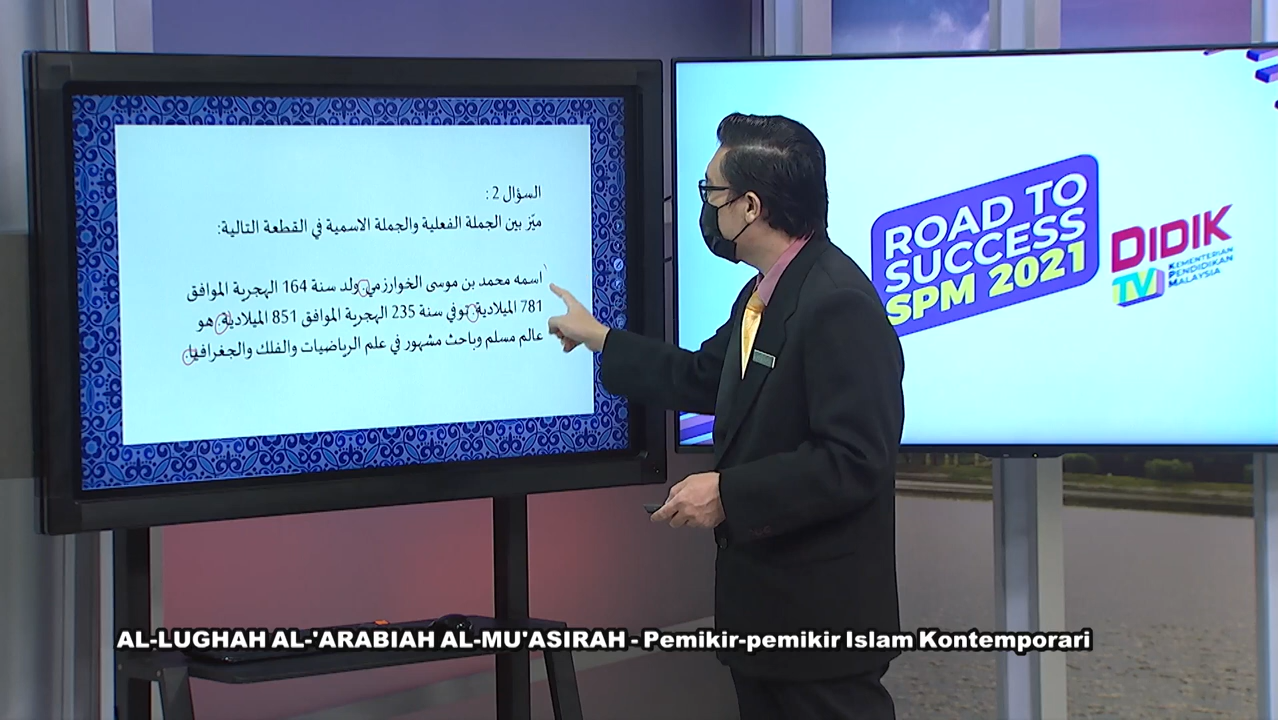 السؤال 2 :
ميّز بين الجملة الفعلية والجملة الاسمية في القطعة التالية:
اسمه محمد بن موسى الخوارزمي. ولد سنة 164 الهجرية الموافق
781 الميلادية. توفي سنة 235 الهجرية الموافق 851 الميلادية. هو
عالم مسلم وباحث مشهور في علم الرياضيات والفلك والجغرافيا.
ROAD TO
SUCCESS
SPM 2021
DIDIK
TV
KEMENTERIAN
PENDIDIKAN
MALAYSIA
AL-LUGHAH AL-'ARABIAH AL-MU'ASIRAH - Pemikir-pemikir Islam Kontemporari